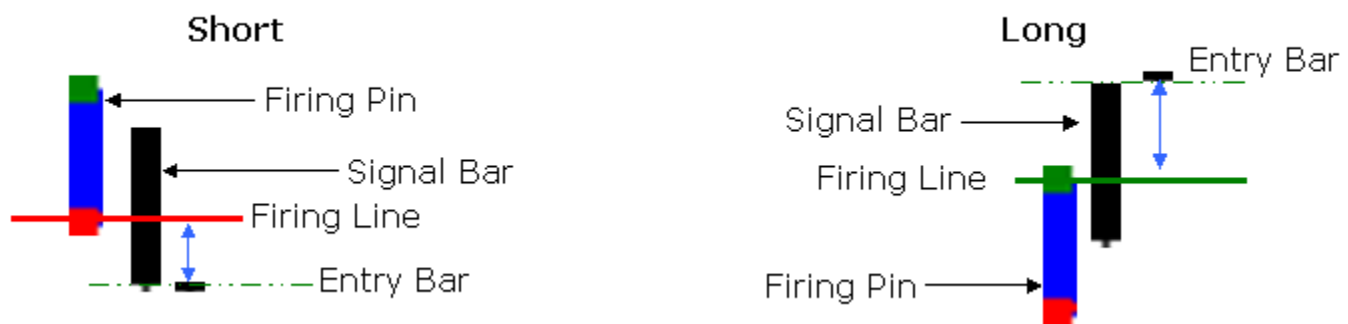 Short
Firing Pin
Signal Bar
Firing Line
Entry Bar
Long
Entry Bar
Signal Bar
Firing Line
Firing Pin